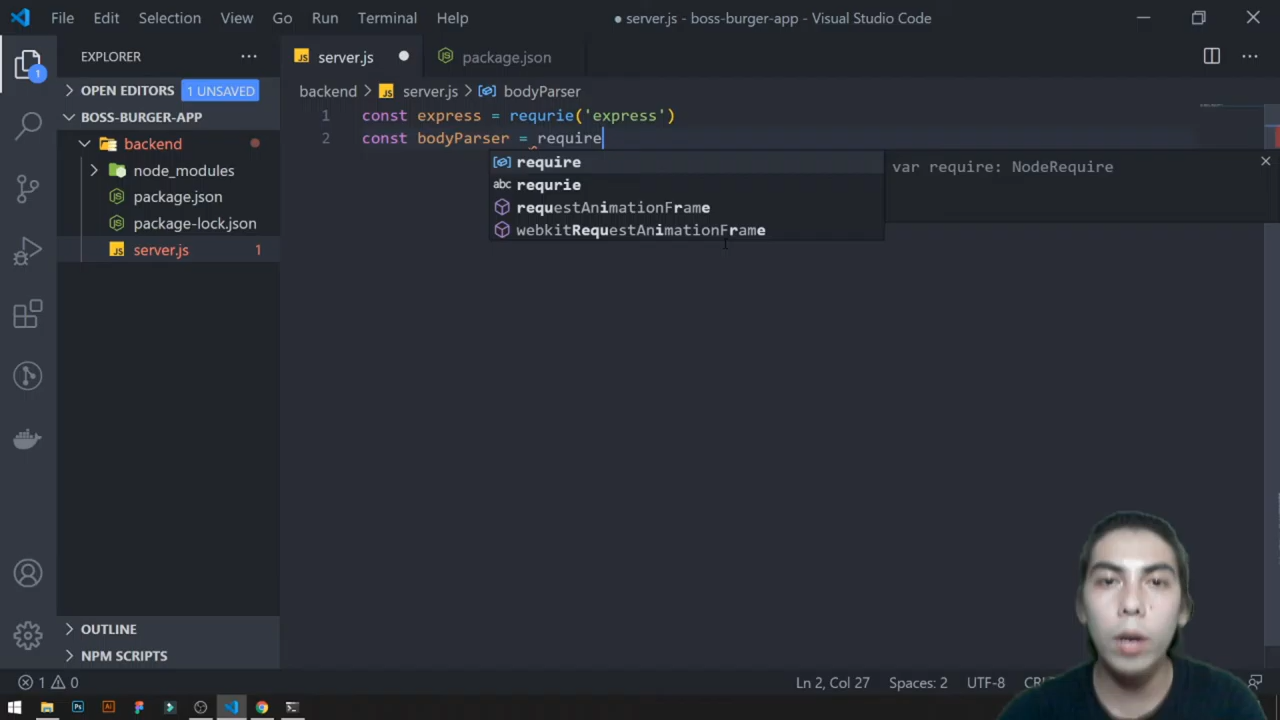 File Edit Selection View Go Run Terminal Help
● server.js - boss-burger-app - Visual Studio Code
EXPLORER
server.js
package.json
OPEN EDITORS 1 UNSAVED
BOSS-BURGER-APP
backend
node_modules
package.json
package-lock.json
server.js 1
OUTLINE
NPM SCRIPTS
backend > server.js > bodyParser
1 const express = requrie('express')
2 const bodyParser = require
require
requrie
requestAnimationFrame
webkitRequestAnimationFrame
var require: NodeRequire
1
1 0
Ln 2, Col 27 Spaces: 2 UTF-8